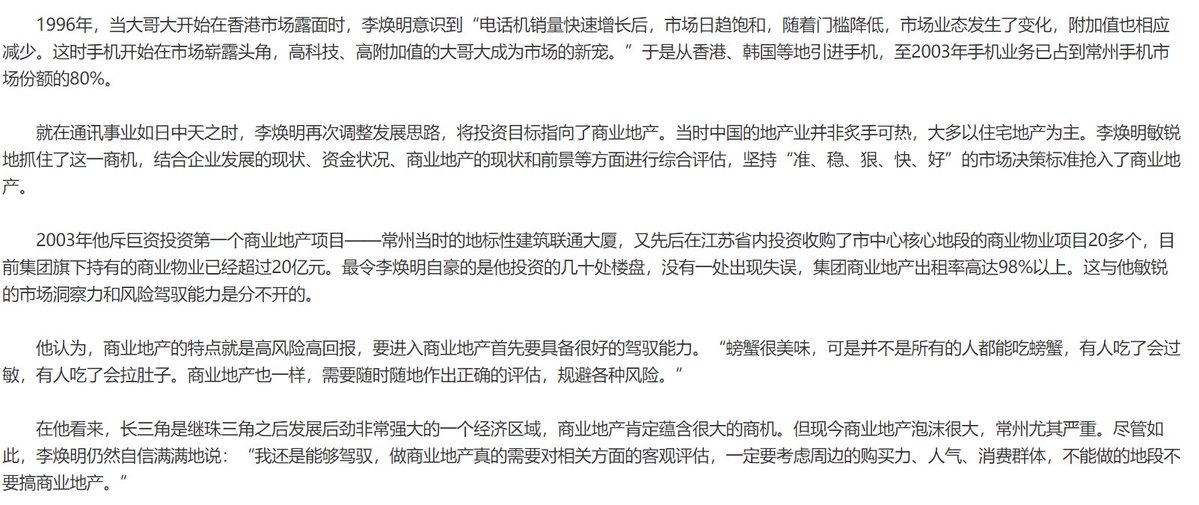 1996年，当大哥大开始在香港市场露面时，李焕明意识到“电话机销量快速增长后，市场日趋饱和，随着门槛降低，市场业态发生了变化，附加值也相应
减少。这时手机开始在市场崭露头角，高科技、高附加值的大哥大成为市场的新宠。”于是从香港、韩国等地引进手机，至2003年手机业务已占到常州手机市
场份额的80%。
就在通讯事业如日中天之时，李焕明再次调整发展思路，将投资目标指向了商业地产。当时中国的地产业并非炙手可热，大多以住宅地产为主。李焕明敏锐
地抓住了这一商机，结合企业发展的现状、资金状况、商业地产的现状和前景等方面进行综合评估，坚持“准、稳、狠、快、好”的市场决策标准抢入了商业地
产。
2003年他斥巨资投资第一个商业地产项目——常州当时的地标性建筑联通大厦，又先后在江苏省内投资收购了市中心核心地段的商业物业项目20多个，目
前集团旗下持有的商业物业已经超过20亿元。最令李焕明自豪的是他投资的几十处楼盘，没有一处出现失误，集团商业地产出租率高达98%以上。这与他敏锐
的市场洞察力和风险驾驭能力是分不开的。
他认为，商业地产的特点就是高风险高回报，要进入商业地产首先要具备很好的驾驭能力。“螃蟹很美味，可是并不是所有的人都能吃螃蟹，有人吃了会过
敏，有人吃了会拉肚子。商业地产也一样，需要随时随地作出正确的评估，规避各种风险。”
在他看来，长三角是继珠三角之后发展后劲非常强大的一个经济区域，商业地产肯定蕴含很大的商机。但现今商业地产泡沫很大，常州尤其严重。尽管如
此，李焕明仍然自信满满地说：“我还是能够驾驭，做商业地产真的需要对相关方面的客观评估，一定要考虑周边的购买力、人气、消费群体，不能做的地段不
要搞商业地产。”